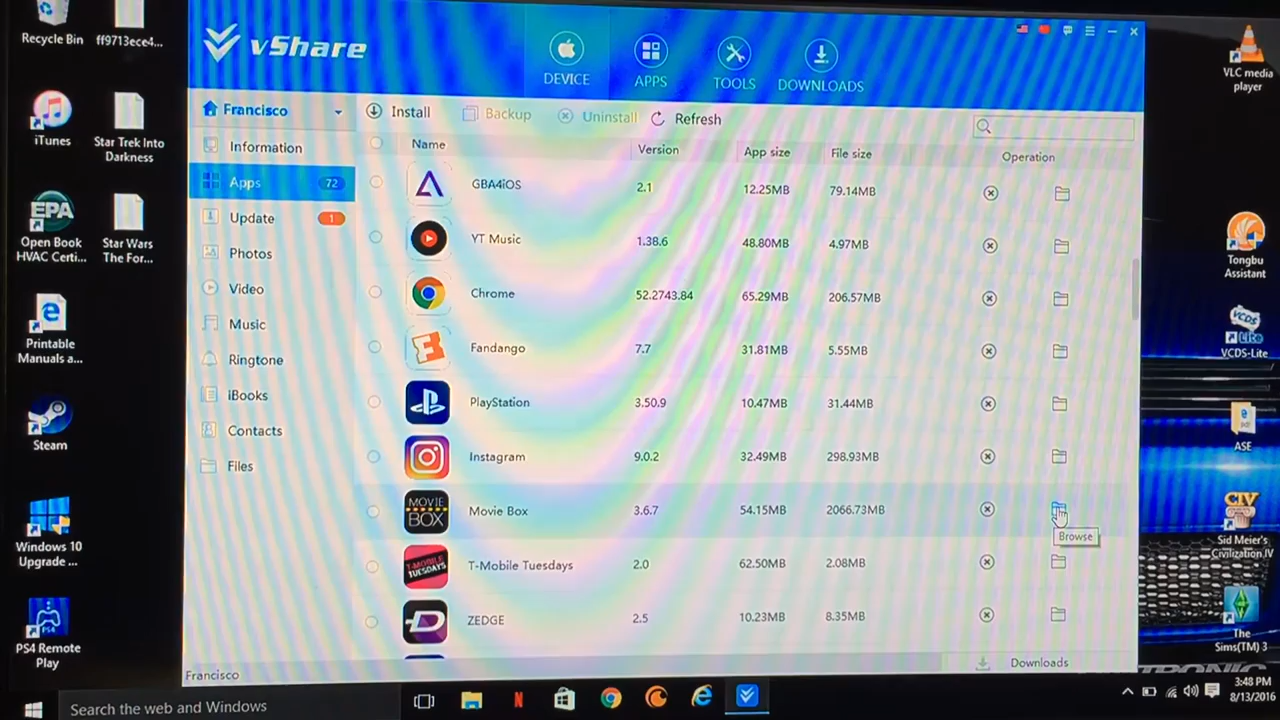 Recycle Bin
ff9713ece4...
iTunes
Star Trek Into
Darkness
EPA
Open Book
HVAC Certi...
Star Wars
The For...
Printable
Manuals a...
Steam
Windows 10
Upgrade ...
PS4
PS4 Remote
Play
vShare
DEVICE
APPS
TOOLS
DOWNLOADS
Francisco
Install
Backup
Uninstall
Refresh
Information
Apps
72
Update
1
Photos
Video
Music
Ringtone
iBooks
Contacts
Files
Name
Version
App size
File size
Operation
GBA4iOS 2.1 12.25MB 79.14MB
YT Music 1.38.6 48.80MB 4.97MB
Chrome 52.2743.84 65.29MB 206.57MB
Fandango 7.7 31.81MB 5.55MB
PlayStation 3.50.9 10.47MB 31.44MB
Instagram 9.0.2 32.49MB 298.93MB
MOVIE
BOX
Movie Box 3.6.7 54.15MB 2066.73MB
Browse
T-MOBILE
TUESDAYS
T-Mobile Tuesdays 2.0 62.50MB 2.08MB
ZEDGE 2.5 10.23MB 8.35MB
Francisco
Downloads
VLC media
player
Tongbu
Assistant
VCDS
Lite
VCDS-Lite
ASE
CIV
Sid Meier's
Civilization IV
The
Sims(TM) 3
Search the web and Windows
3:48 PM
8/13/2016